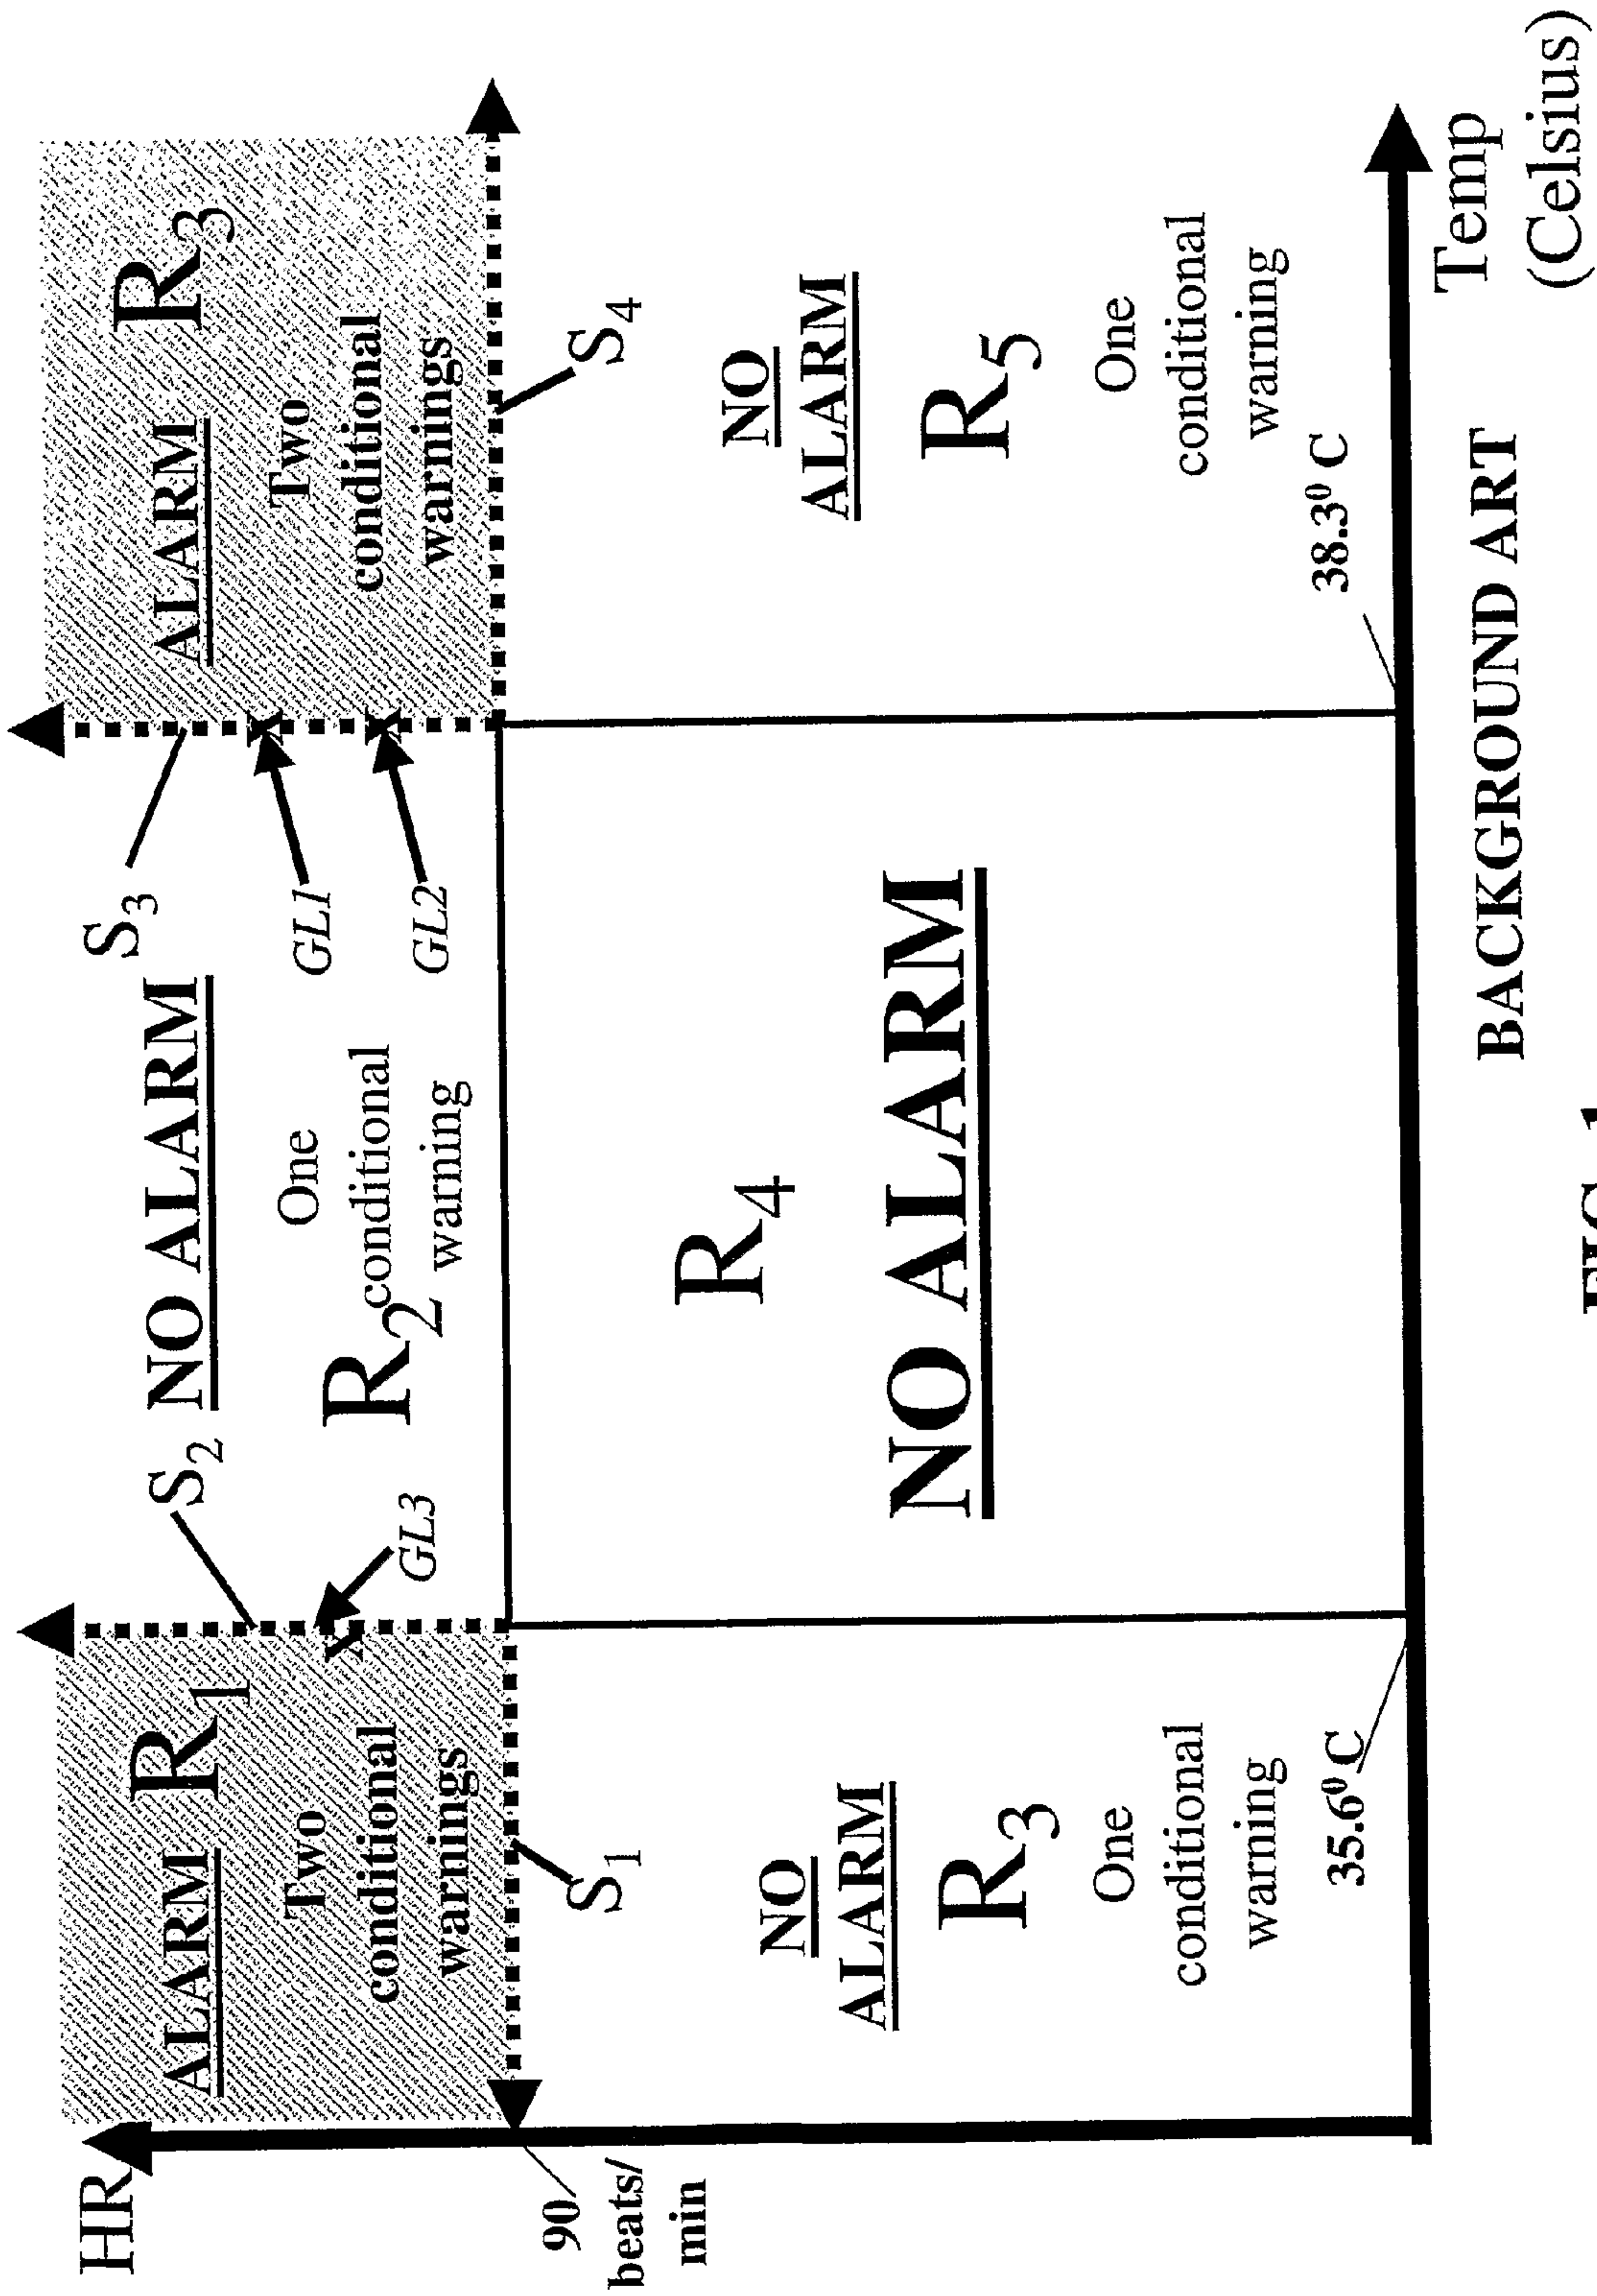 HR
ALARM R1
Two
conditional
warnings
S2
NO ALARM
One
conditional
warning
R2
GL3
S3
GL1
GL2
ALARM R3
Two
conditional
warnings
90
beats/
min
S1
S4
NO
ALARM
R3
One
conditional
warning
35.6⁰ C
R4
NO ALARM
NO
ALARM
R5
One
conditional
warning
38.3⁰ C
Temp
(Celsius)
BACKGROUND ART